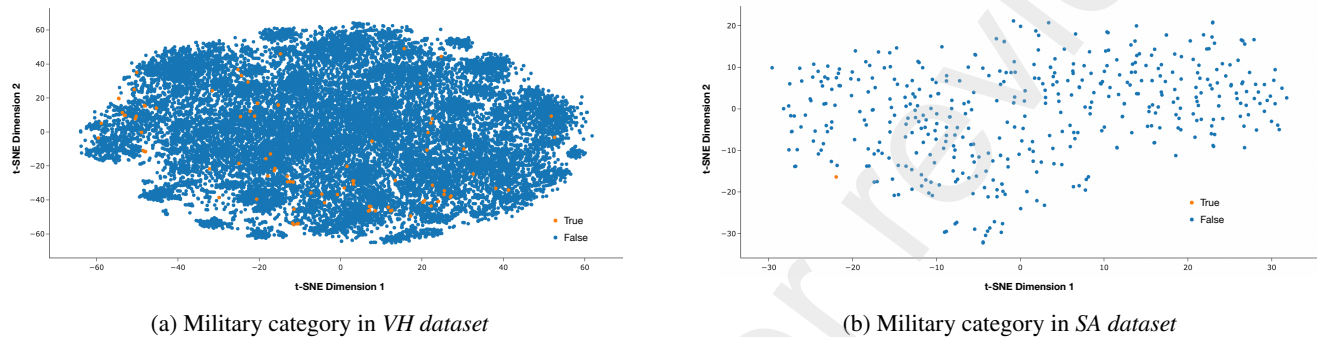 60
40
20
0
−20
−40
−60
−60
−40
−20
0
20
40
60
t-SNE Dimension 2
t-SNE Dimension 1
True
False
(a) Military category in VH dataset
20
10
0
−10
−20
−30
−30
−20
−10
0
10
20
30
t-SNE Dimension 2
t-SNE Dimension 1
True
False
(b) Military category in SA dataset
or review